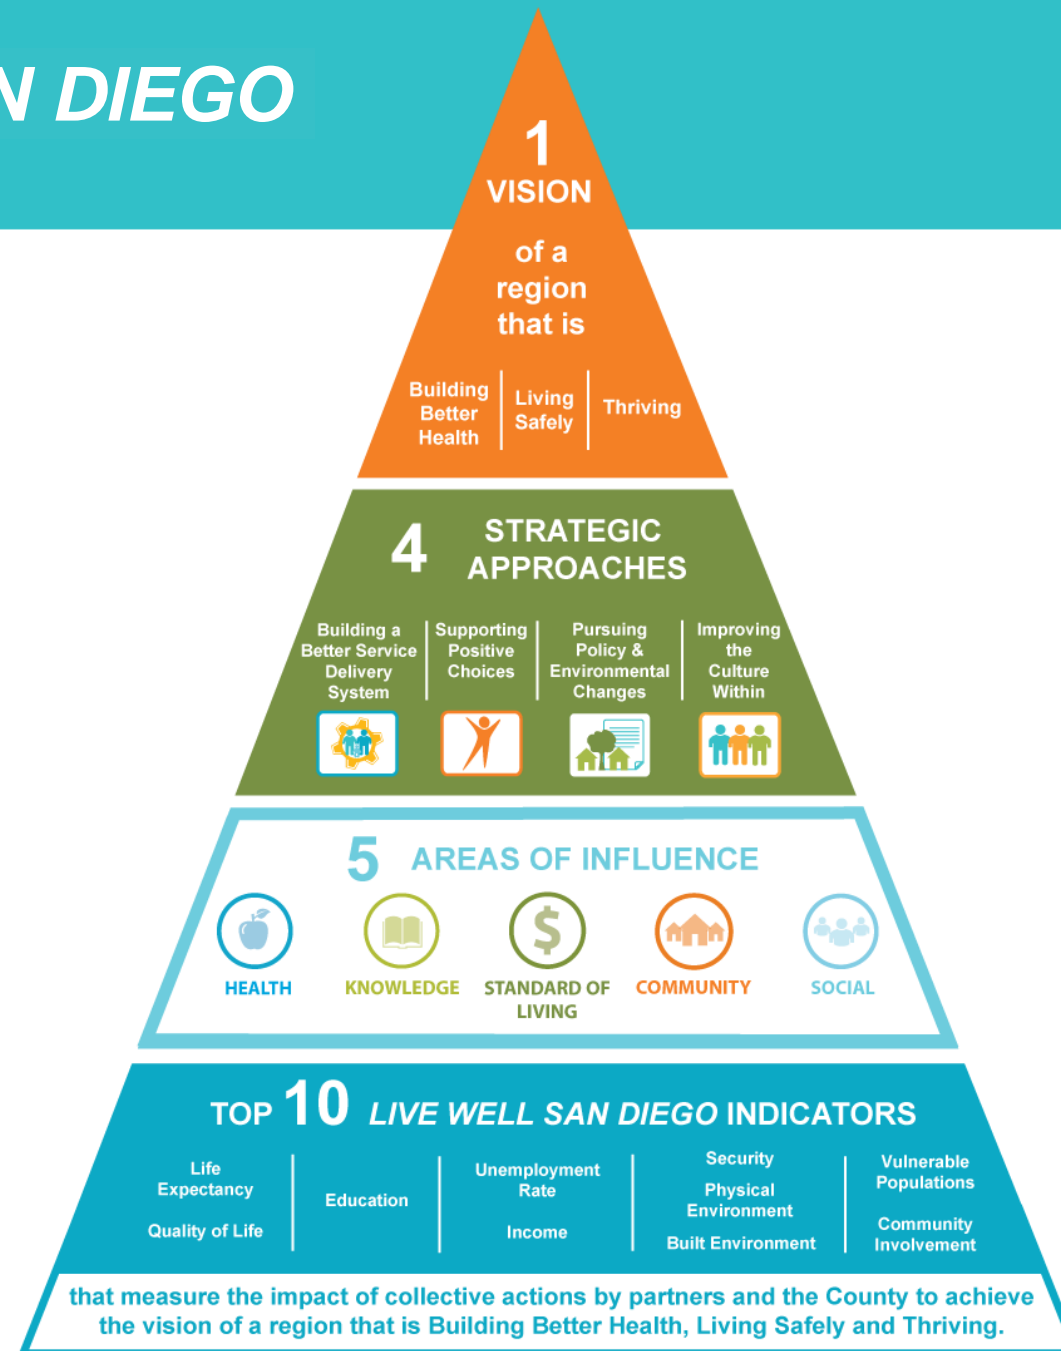 N DIEGO
1
VISION
of a
region
that is
Building
Better
Health
Living
Safely
Thriving
4
STRATEGIC
APPROACHES
Building a
Better Service
Delivery
System
Supporting
Positive
Choices
Pursuing
Policy &
Environmental
Changes
Improving
the
Culture
Within
5 AREAS OF INFLUENCE
$
HEALTH
KNOWLEDGE
STANDARD OF
LIVING
COMMUNITY
SOCIAL
TOP 10 LIVE WELL SAN DIEGO INDICATORS
Life
Expectancy
Quality of Life
Education
Unemployment
Rate
Income
Security
Physical
Environment
Built Environment
Vulnerable
Populations
Community
Involvement
that measure the impact of collective actions by partners and the County to achieve
the vision of a region that is Building Better Health, Living Safely and Thriving.